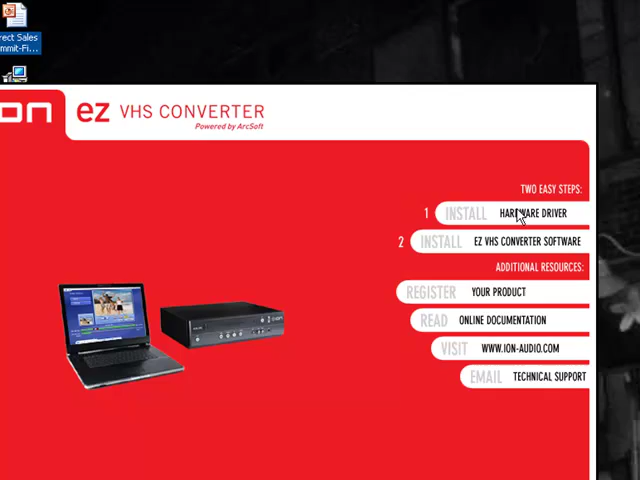 rect Sales
mmit-Fi...
ion
ez VHS CONVERTER
Powered by ArcSoft
TWO EASY STEPS:
1 INSTALL HARDWARE DRIVER
2 INSTALL EZ VHS CONVERTER SOFTWARE
ADDITIONAL RESOURCES:
REGISTER YOUR PRODUCT
READ ONLINE DOCUMENTATION
VISIT WWW.ION-AUDIO.COM
EMAIL TECHNICAL SUPPORT